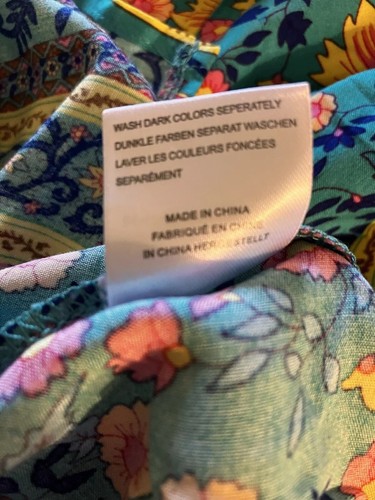 WASH DARK COLORS SEPERATELY
DUNKLE FARBEN SEPARAT WASCHEN
LAVER LES COULEURS FONCÉES
SEPARÉMENT
MADE IN CHINA
FABRIQUÉ EN CHINE
IN CHINA HERGESTELLT